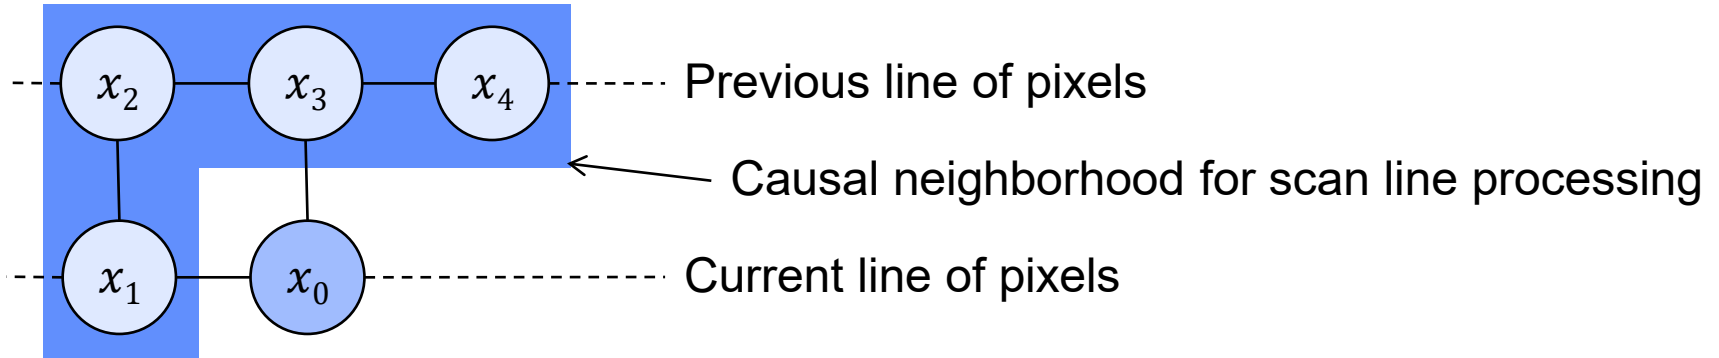 x₂ x₃ x₄ Previous line of pixels
Causal neighborhood for scan line processing
x₁ x₀ Current line of pixels